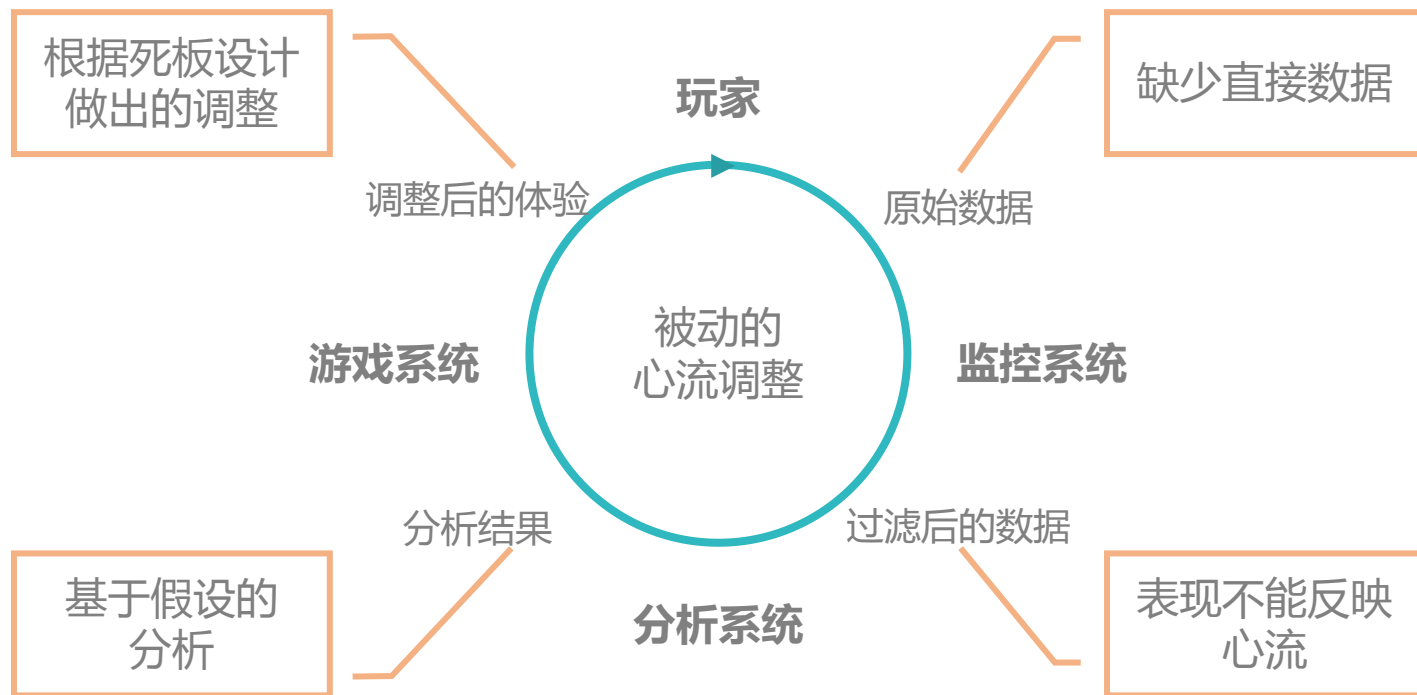 根据死板设计
做出的调整
玩家
缺少直接数据
调整后的体验
原始数据
游戏系统
被动的
心流调整
监控系统
分析结果
过滤后的数据
基于假设的
分析
分析系统
表现不能反映
心流